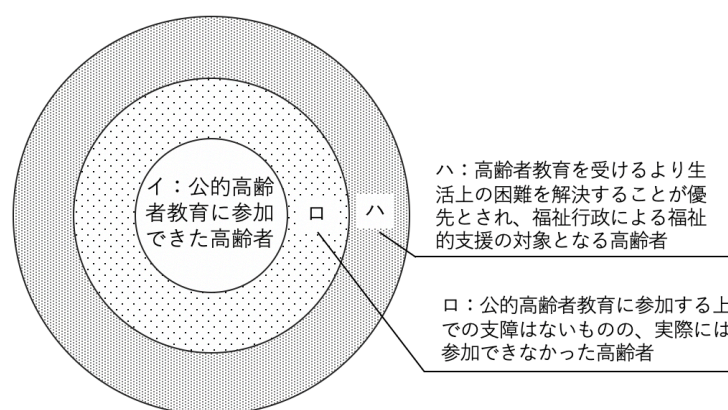 イ：公的高齢
者教育に参加
できた高齢者
ロ
ハ
ハ：高齢者教育を受けるより生
活上の困難を解決することが優
先とされ、福祉行政による福祉
的支援の対象となる高齢者
ロ：公的高齢者教育に参加する上
での支障はないものの、実際には
参加できなかった高齢者